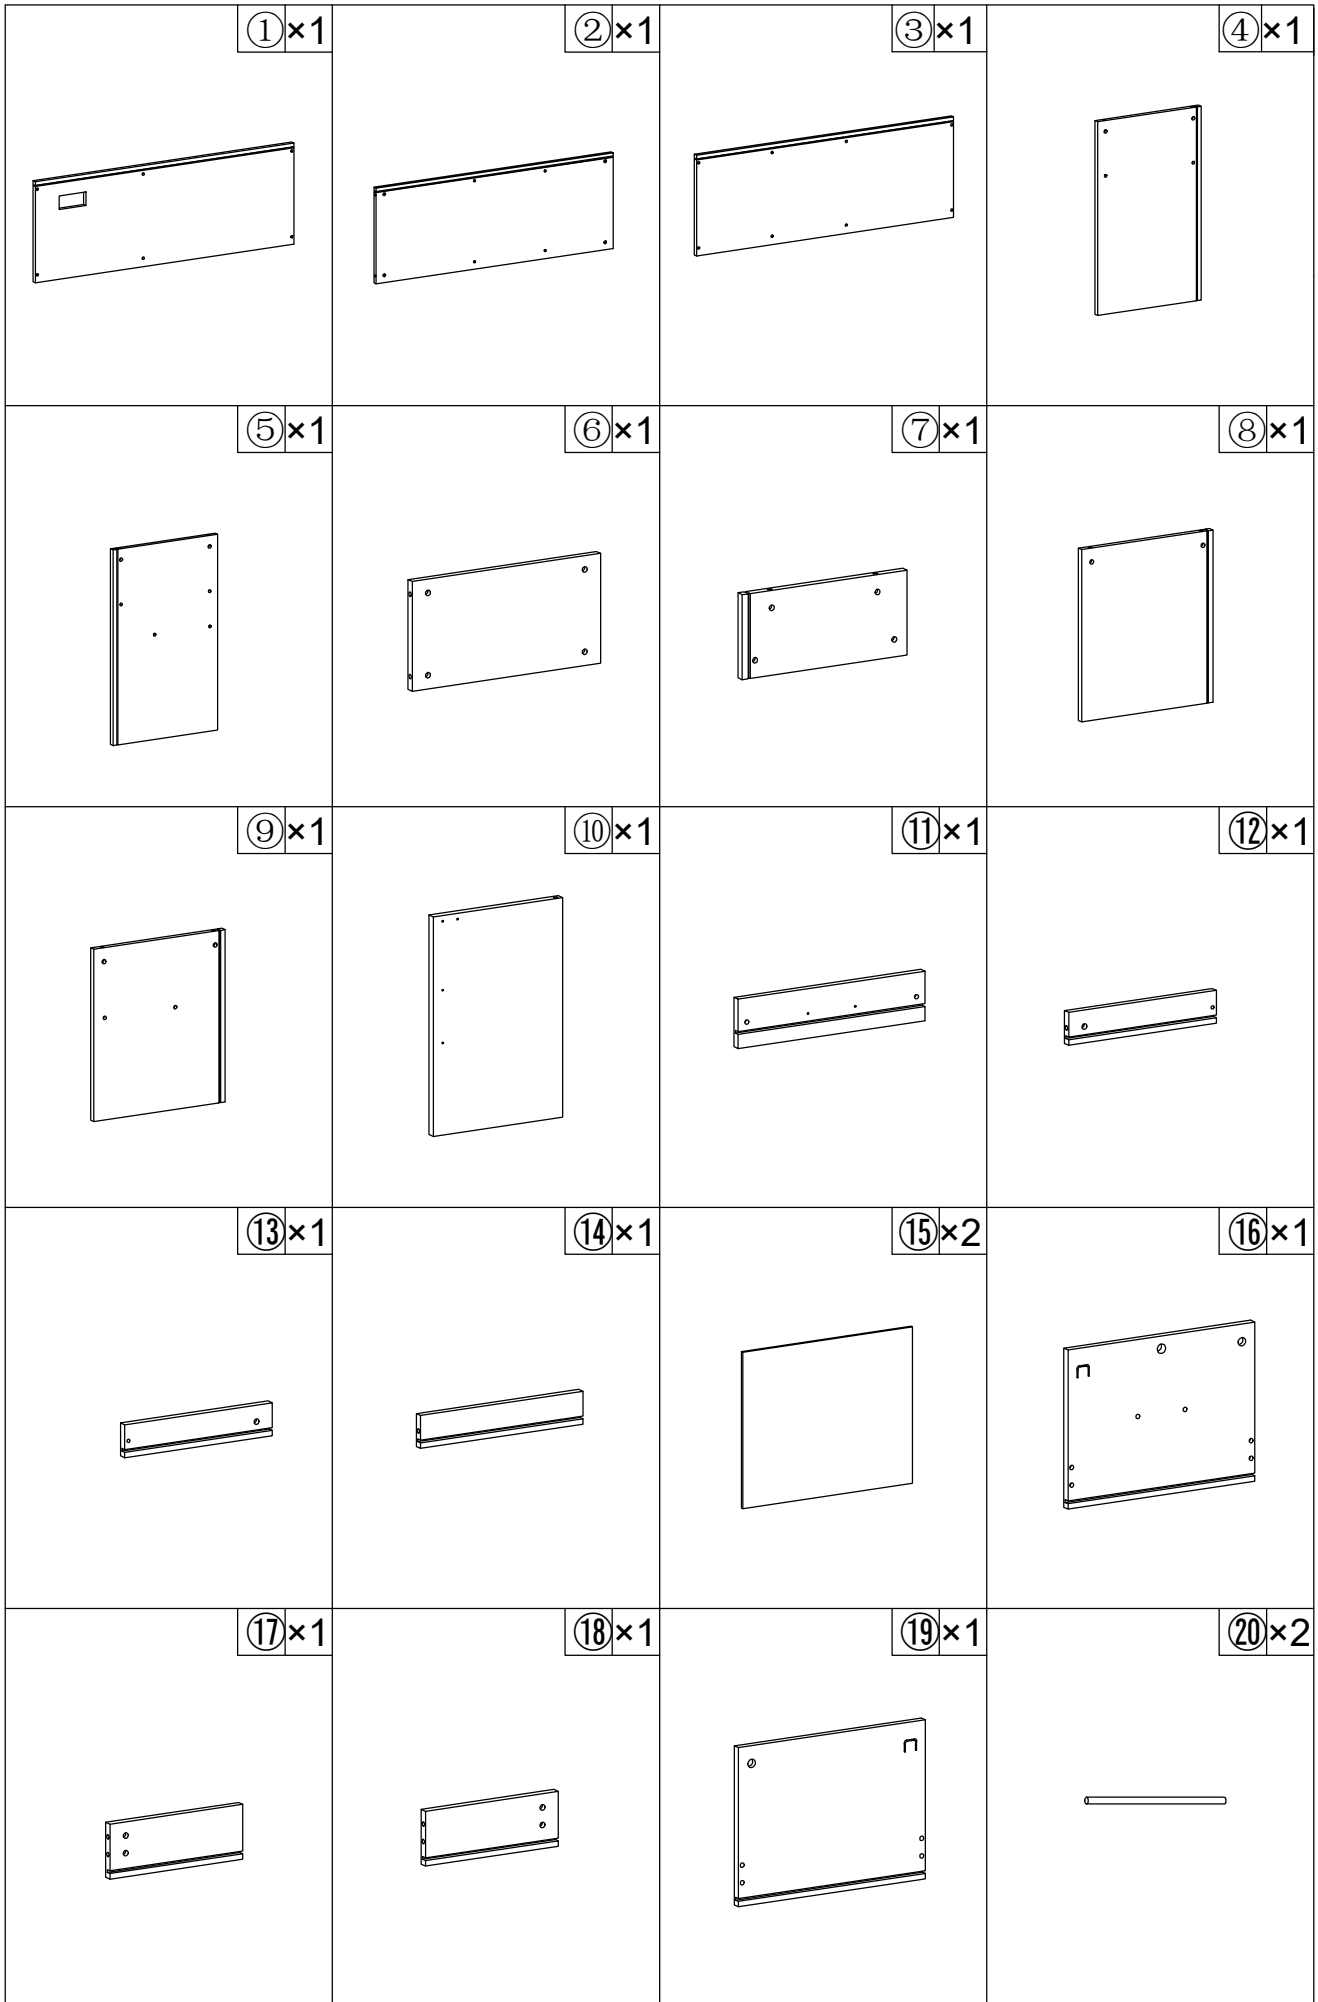 ① ×1 ② ×1 ③ ×1 ④ ×1
⑤ ×1 ⑥ ×1 ⑦ ×1 ⑧ ×1
⑨ ×1 ⑩ ×1 ⑪ ×1 ⑫ ×1
⑬ ×1 ⑭ ×1 ⑮ ×2 ⑯ ×1
⑰ ×1 ⑱ ×1 ⑲ ×1 ⑳ ×2